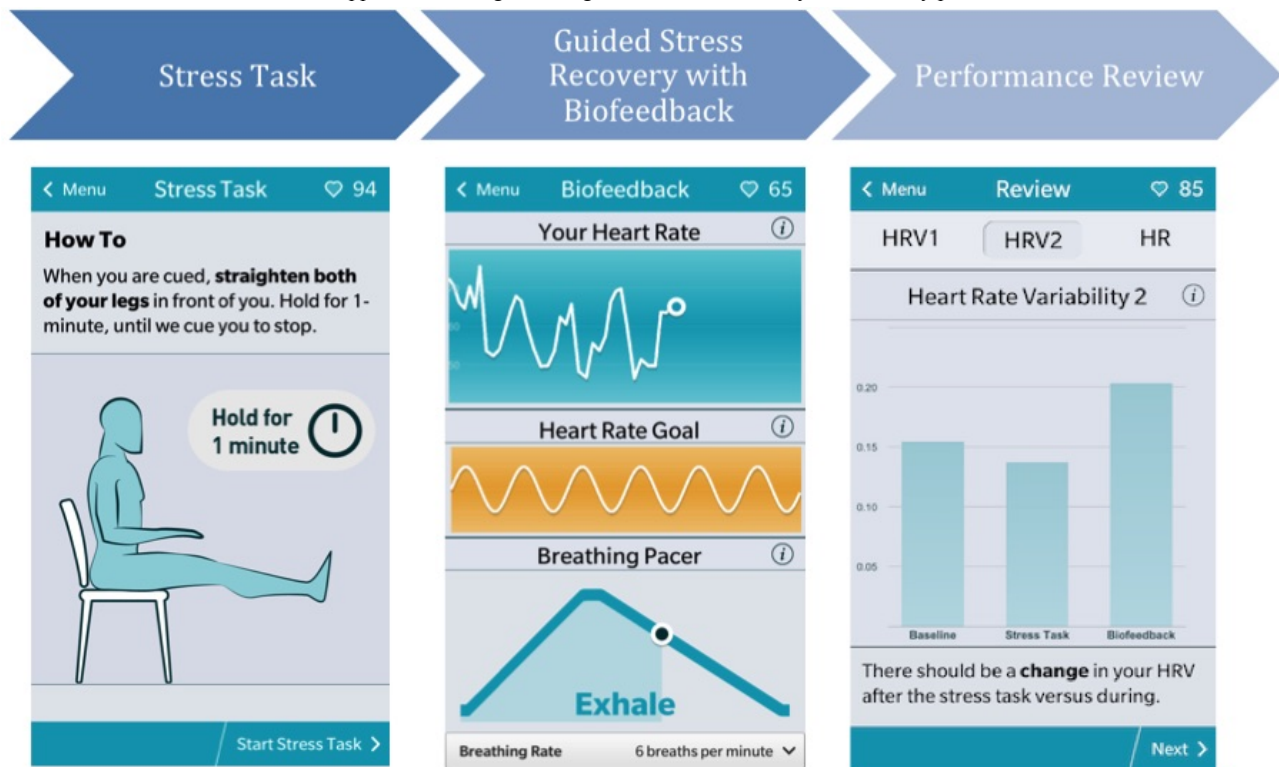 Stress Task
Guided Stress
Recovery with
Biofeedback
Performance Review
< Menu Stress Task ♡ 94
How To
When you are cued, straighten both
of your legs in front of you. Hold for 1-
minute, until we cue you to stop.
Hold for
1 minute
Start Stress Task >
< Menu Biofeedback ♡ 65
Your Heart Rate i
60
50
Heart Rate Goal i
Breathing Pacer i
Exhale
Breathing Rate 6 breaths per minute
< Menu Review ♡ 85
HRV1 HRV2 HR
Heart Rate Variability 2 i
0.20
0.15
0.10
0.05
Baseline Stress Task Biofeedback
There should be a change in your HRV
after the stress task versus during.
Next >